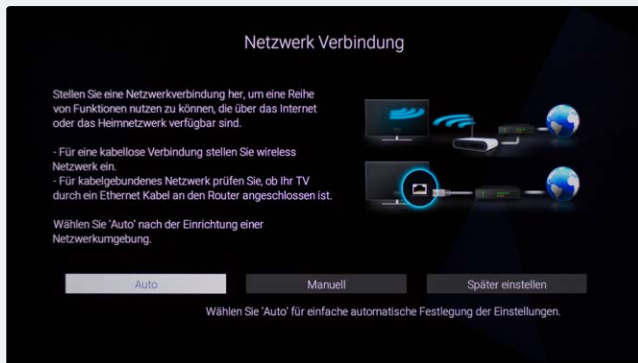 Netzwerk Verbindung
Stellen Sie eine Netzwerkverbindung her, um eine Reihe
von Funktionen nutzen zu können, die über das Internet
oder das Heimnetzwerk verfügbar sind.
- Für eine kabellose Verbindung stellen Sie wireless
Netzwerk ein.
- Für kabelgebundenes Netzwerk prüfen Sie, ob Ihr TV
durch ein Ethernet Kabel an den Router angeschlossen ist.
Wählen Sie 'Auto' nach der Einrichtung einer
Netzwerkumgebung.
Auto
Manuell
Später einstellen
Wählen Sie 'Auto' für einfache automatische Festlegung der Einstellungen.